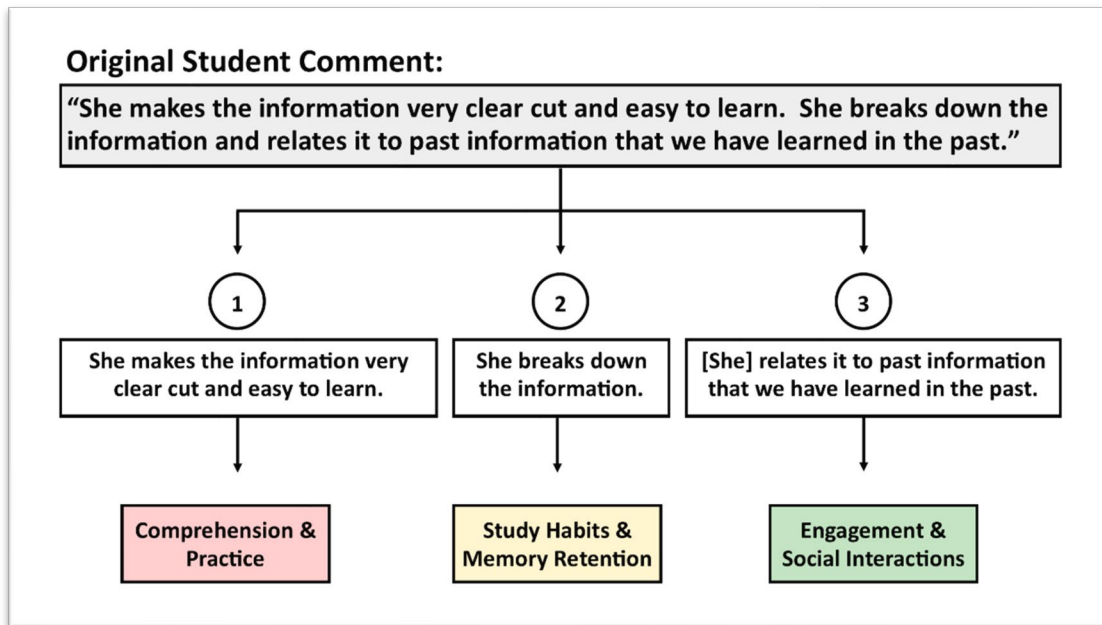 Original Student Comment:
“She makes the information very clear cut and easy to learn.  She breaks down the
information and relates it to past information that we have learned in the past.”
1
2
3
She makes the information very
clear cut and easy to learn.
She breaks down
the information.
[She] relates it to past information
that we have learned in the past.
Comprehension &
Practice
Study Habits &
Memory Retention
Engagement &
Social Interactions